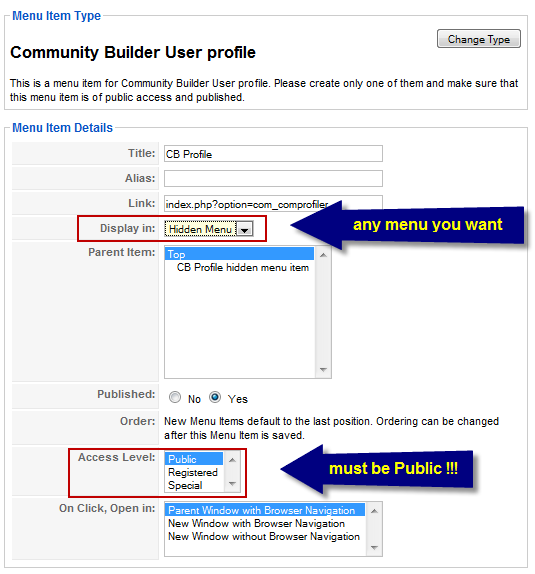 Menu Item Type
Community Builder User profile
Change Type
This is a menu item for Community Builder User profile. Please create only one of them and make sure that
this menu item is of public access and published.
Menu Item Details
Title: CB Profile
Alias:
Link: index.php?option=com_comprofiler
Display in: Hidden Menu
any menu you want
Parent Item: Top
CB Profile hidden menu item
Published: No Yes
Order: New Menu Items default to the last position. Ordering can be changed
after this Menu Item is saved.
Access Level: Public
Registered
Special
must be Public !!!
On Click, Open in: Parent Window with Browser Navigation
New Window with Browser Navigation
New Window without Browser Navigation